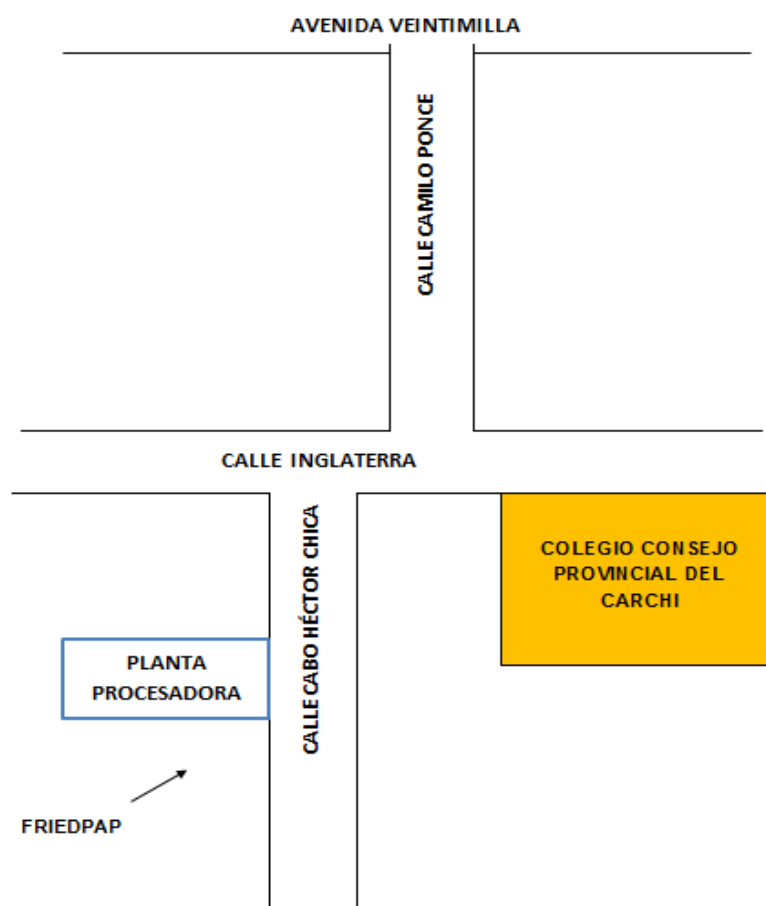 AVENIDA VEINTIMILLA
CALLE CAMILO PONCE
CALLE INGLATERRA
CALLE CABO HÉCTOR CHICA
COLEGIO CONSEJO
PROVINCIAL DEL
CARCHI
PLANTA
PROCESADORA
FRIEDPAP